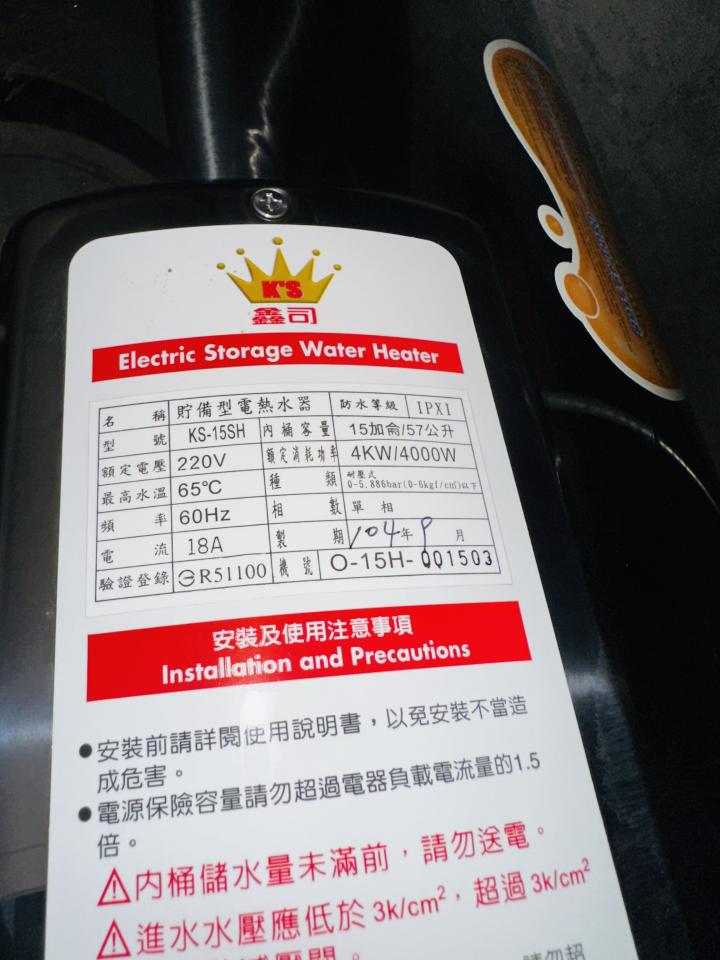 K'S
鑫司
Electric Storage Water Heater
名 稱 貯備型電熱水器 防水等級 IPX1
型 號 KS-15SH 內桶容量 15加侖/57公升
額定電壓 220V 額定消耗功率 4KW/4000W
最高水溫 65℃ 種 類 耐壓式 0-5.886bar(0-6kgf/c㎡)以下
頻 率 60Hz 相 數 單 相
電 流 18A 製 期 104年9月
驗證登錄 R51100 機號 O-15H-001503
安裝及使用注意事項
Installation and Precautions
●安裝前請詳閱使用說明書，以免安裝不當造
成危害。
●電源保險容量請勿超過電器負載電流量的1.5
倍。
⚠內桶儲水量未滿前，請勿送電。
⚠進水水壓應低於3k/cm²，超過3k/cm²
減壓閥。
請勿超